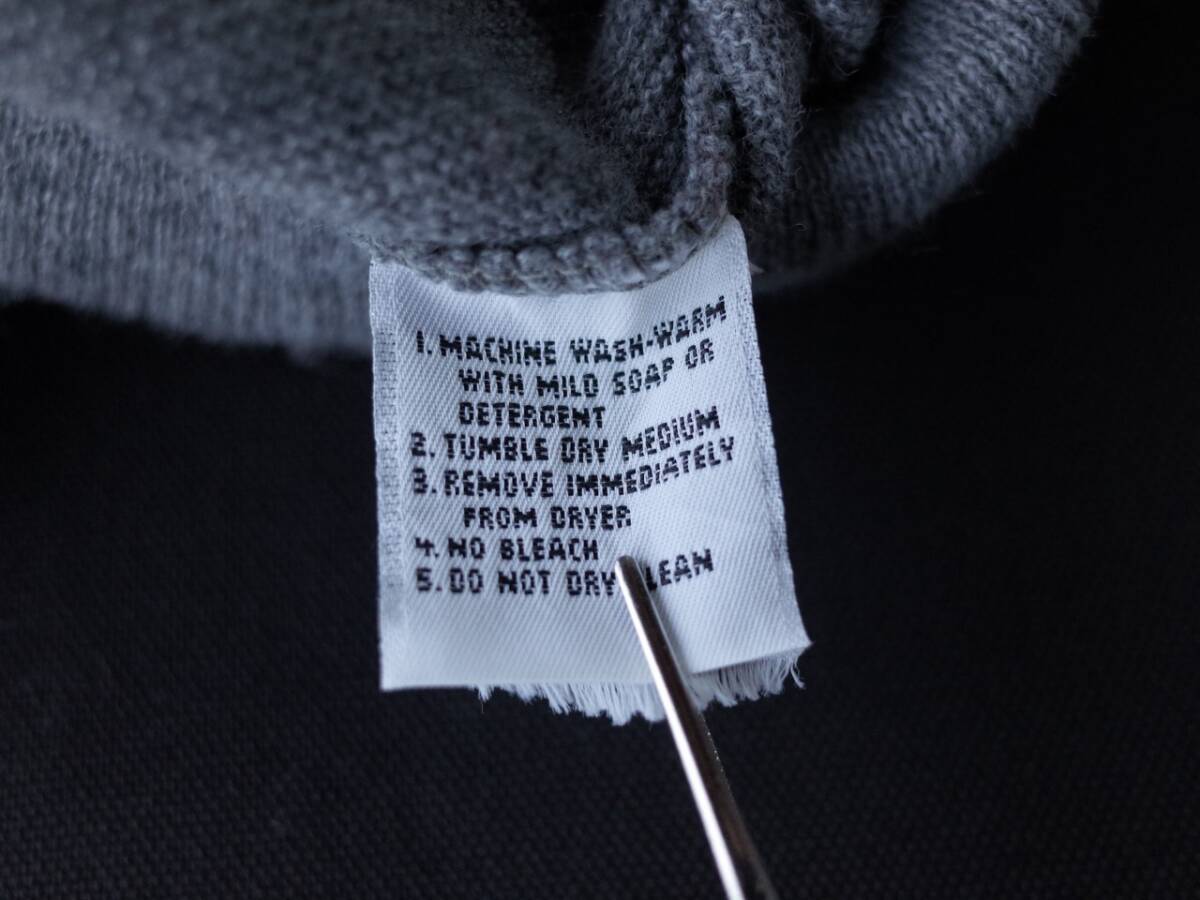 1. MACHINE WASH-WARM
WITH MILD SOAP OR
DETERGENT
2. TUMBLE DRY MEDIUM
3. REMOVE IMMEDIATELY
FROM DRYER
4. NO BLEACH
5. DO NOT DRY LEAN